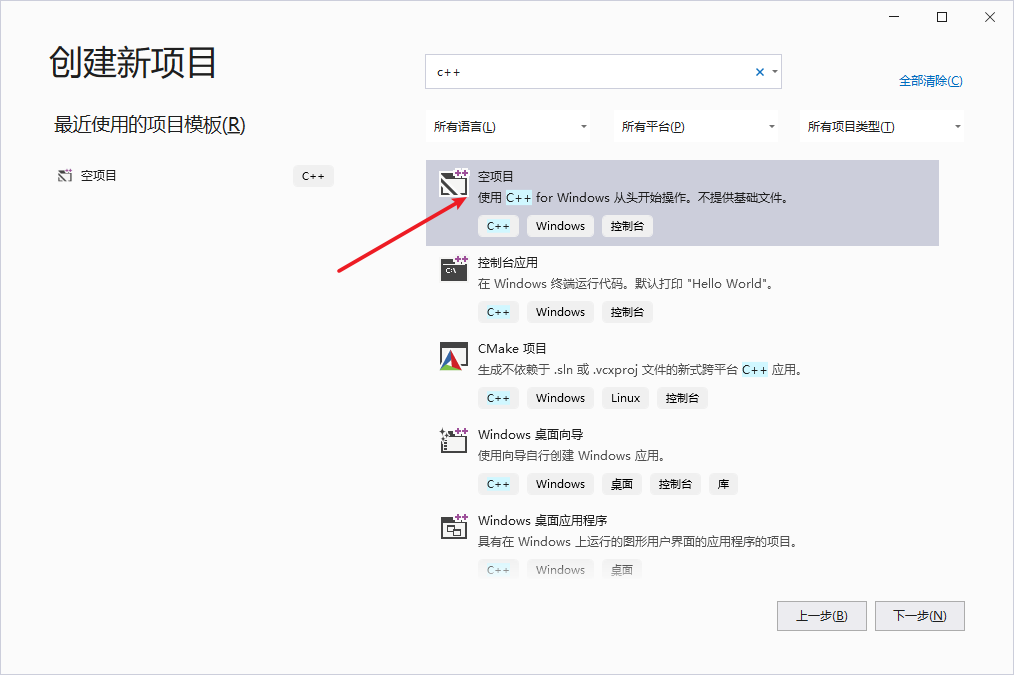 创建新项目
最近使用的项目模板(R)
空项目
C++
c++
全部清除(C)
所有语言(L)
所有平台(P)
所有项目类型(T)
空项目
使用 C++ for Windows 从头开始操作。不提供基础文件。
C++ Windows 控制台
控制台应用
在 Windows 终端运行代码。默认打印 "Hello World"。
C++ Windows 控制台
CMake 项目
生成不依赖于 .sln 或 .vcxproj 文件的新式跨平台 C++ 应用。
C++ Windows Linux 控制台
Windows 桌面向导
使用向导自行创建 Windows 应用。
C++ Windows 桌面 控制台 库
Windows 桌面应用程序
具有在 Windows 上运行的图形用户界面的应用程序的项目。
C++ Windows 桌面
上一步(B)
下一步(N)